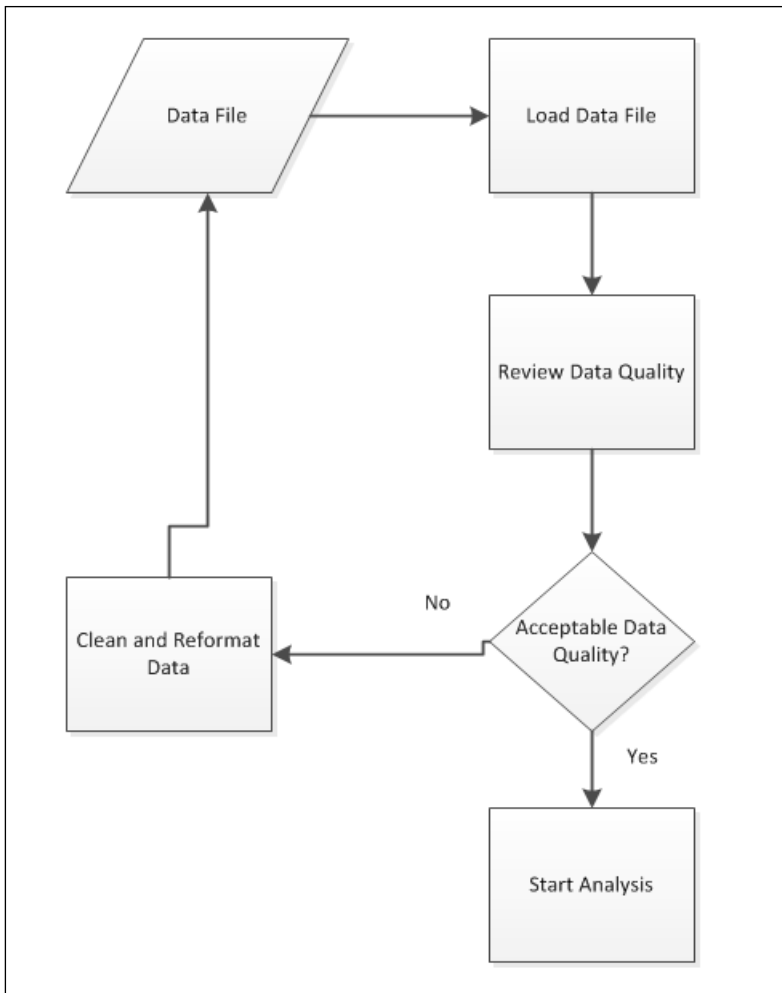 Data File
Load Data File
Review Data Quality
No
Acceptable Data
Quality?
Clean and Reformat
Data
Yes
Start Analysis